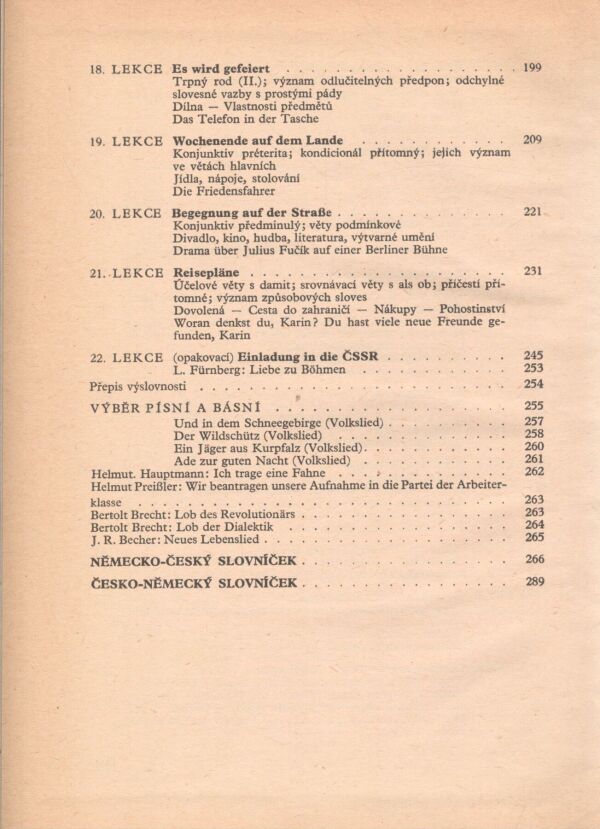 18. LEKCE Es wird gefeiert . . . . . . . . . . . . . . . . . . 199
Trpný rod (II.); význam odlučitelných předpon; odchylné
slovesné vazby s prostými pády
Dílna — Vlastnosti předmětů
Das Telefon in der Tasche
19. LEKCE Wochenende auf dem Lande . . . . . . . . . . . 209
Konjunktiv préterita; kondicionál přítomný; jejich význam
ve větách hlavních
Jídla, nápoje, stolování
Die Friedensfahrer
20. LEKCE Begegnung auf der Straße . . . . . . . . . . . . . 221
Konjunktiv předminulý; věty podmínkové
Divadlo, kino, hudba, literatura, výtvarné umění
Drama über Julius Fučík auf einer Berliner Bühne
21. LEKCE Reisepläne . . . . . . . . . . . . . . . . . . . . 231
Účelové věty s damit; srovnávací věty s als ob; příčestí pří-
tomné; význam způsobových sloves
Dovolená — Cesta do zahraničí — Nákupy — Pohostinství
Woran denkst du, Karin? Du hast viele neue Freunde ge-
funden, Karin
22. LEKCE (opakovací) Einladung in die ČSSR . . . . . . . . . 245
L. Fürnberg: Liebe zu Böhmen . . . . . . . . . . . . 253
Přepis výslovnosti . . . . . . . . . . . . . . . . . . . . . . . 254
VÝBĚR PÍSNÍ A BÁSNÍ . . . . . . . . . . . . . . . . . . 255
Und in dem Schneegebirge (Volkslied) . . . . . . . . . 257
Der Wildschütz (Volkslied) . . . . . . . . . . . . . 258
Ein Jäger aus Kurpfalz (Volkslied) . . . . . . . . . . . 260
Ade zur guten Nacht (Volkslied) . . . . . . . . . . . . 261
Helmut. Hauptmann: Ich trage eine Fahne . . . . . . . . . . . 262
Helmut Preißler: Wir beantragen unsere Aufnahme in die Partei der Arbeiter-
klasse . . . . . . . . . . . . . . . . . . . . . . . . . . . . 263
Bertolt Brecht: Lob des Revolutionärs . . . . . . . . . . . . . . . 263
Bertolt Brecht: Lob der Dialektik . . . . . . . . . . . . . . . . 264
J. R. Becher: Neues Lebenslied . . . . . . . . . . . . . . . . . . 265
NĚMECKO-ČESKÝ SLOVNÍČEK . . . . . . . . . . . . . . . . 266
ČESKO-NĚMECKÝ SLOVNÍČEK . . . . . . . . . . . . . . . . 289